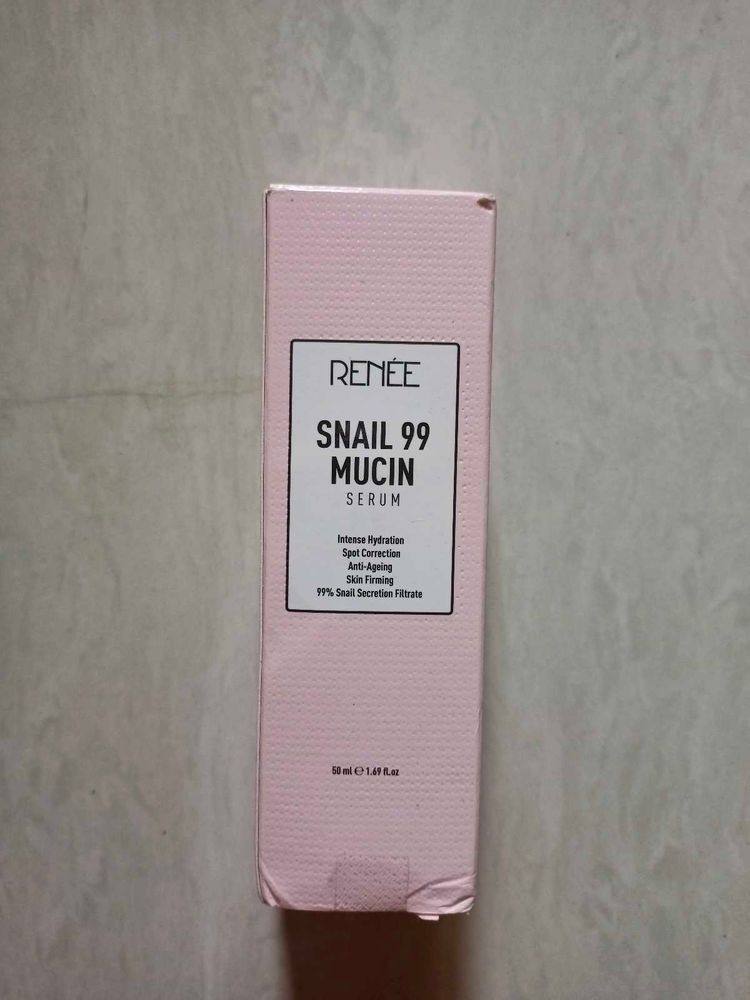 RENÉE
SNAIL 99
MUCIN
SERUM
Intense Hydration
Spot Correction
Anti-Ageing
Skin Firming
99% Snail Secretion Filtrate
50 ml ℮ 1.69 fl.oz